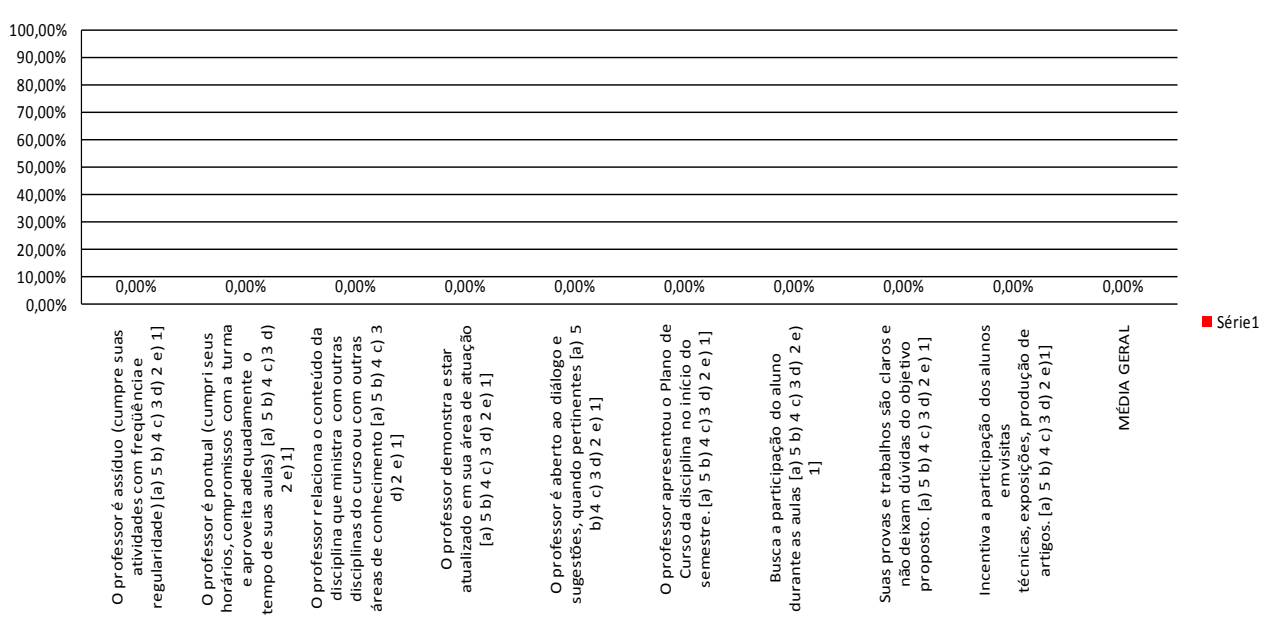 100,00%
90,00%
80,00%
70,00%
60,00%
50,00%
40,00%
30,00%
20,00%
10,00%
0,00%
0,00%
0,00%
0,00%
0,00%
0,00%
0,00%
0,00%
0,00%
0,00%
0,00%
O professor é assíduo (cumpre suas
atividades com freqüência e
regularidade) [a) 5 b) 4 c) 3 d) 2 e) 1]
O professor é pontual (cumpri seus
horários, compromissos com a turma
e aproveita adequadamente o
tempo de suas aulas) [a) 5 b) 4 c) 3 d)
2 e) 1]
O professor relaciona o conteúdo da
disciplina que ministra com outras
disciplinas do curso ou com outras
áreas de conhecimento [a) 5 b) 4 c) 3
d) 2 e) 1]
O professor demonstra estar
atualizado em sua área de atuação
[a) 5 b) 4 c) 3 d) 2 e) 1]
O professor é aberto ao diálogo e
sugestões, quando pertinentes [a) 5
b) 4 c) 3 d) 2 e) 1]
O professor apresentou o Plano de
Curso da disciplina no início do
semestre. [a) 5 b) 4 c) 3 d) 2 e) 1]
Busca a participação do aluno
durante as aulas [a) 5 b) 4 c) 3 d) 2 e)
1]
Suas provas e trabalhos são claros e
não deixam dúvidas do objetivo
proposto. [a) 5 b) 4 c) 3 d) 2 e) 1]
Incentiva a participação dos alunos
em visitas
técnicas, exposições, produção de
artigos. [a) 5 b) 4 c) 3 d) 2 e)1]
MÉDIA GERAL
Série1